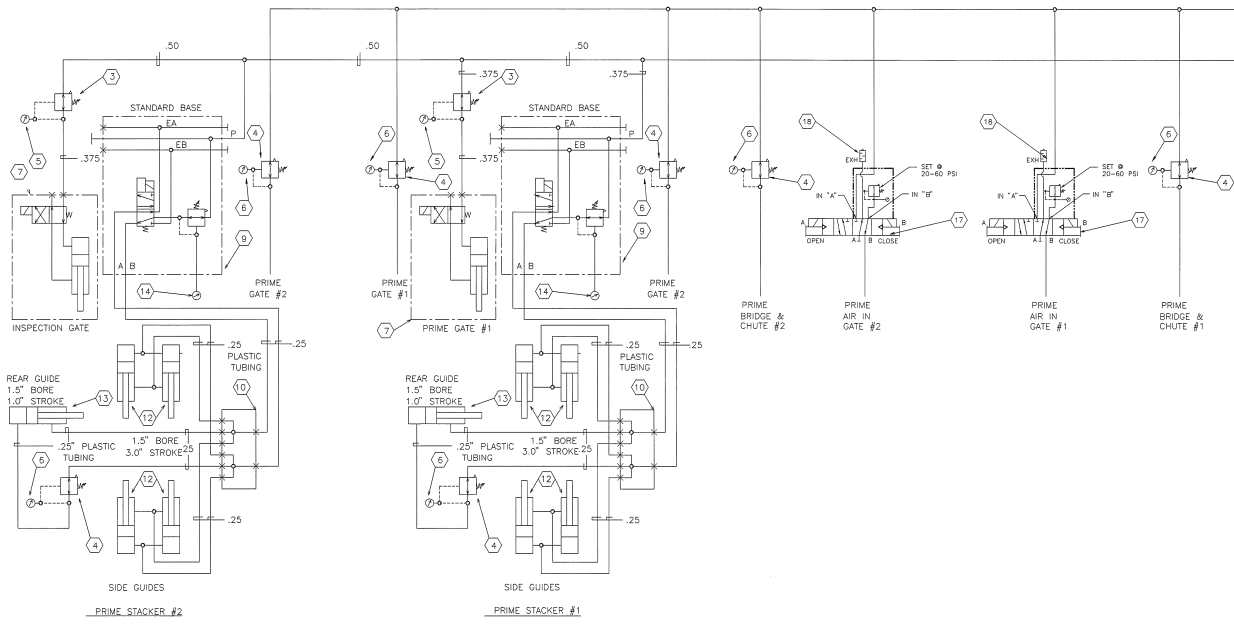 .50
.50
.50
3
.375
3
.375
STANDARD BASE
STANDARD BASE
18
18
EXH
EXH
SET @
20-60 PSI
SET @
20-60 PSI
EA
P
EB
EA
P
EB
4
6
4
6
4
6
4
6
4
6
5
.375
5
.375
7
IN "A"
IN "B"
IN "A"
IN "B"
W
W
A
OPEN
A
B
CLOSE
B
17
A
OPEN
A
B
CLOSE
B
17
9
9
A B
A B
14
14
PRIME
GATE #2
PRIME
GATE #1
PRIME
GATE #2
PRIME
BRIDGE &
CHUTE #2
PRIME
AIR IN
GATE #2
PRIME
AIR IN
GATE #1
PRIME
BRIDGE &
CHUTE #1
INSPECTION GATE
7
PRIME GATE #1
.25
.25
PLASTIC
TUBING
.25
.25
PLASTIC
TUBING
REAR GUIDE
1.5" BORE
1.0" STROKE
13
12
10
REAR GUIDE
1.5" BORE
1.0" STROKE
13
12
10
.25" PLASTIC
TUBING
1.5" BORE
3.0" STROKE
.25
.25" PLASTIC
TUBING
1.5" BORE
3.0" STROKE
.25
6
12
4
.25
6
12
4
.25
SIDE GUIDES
SIDE GUIDES
PRIME STACKER #2
PRIME STACKER #1